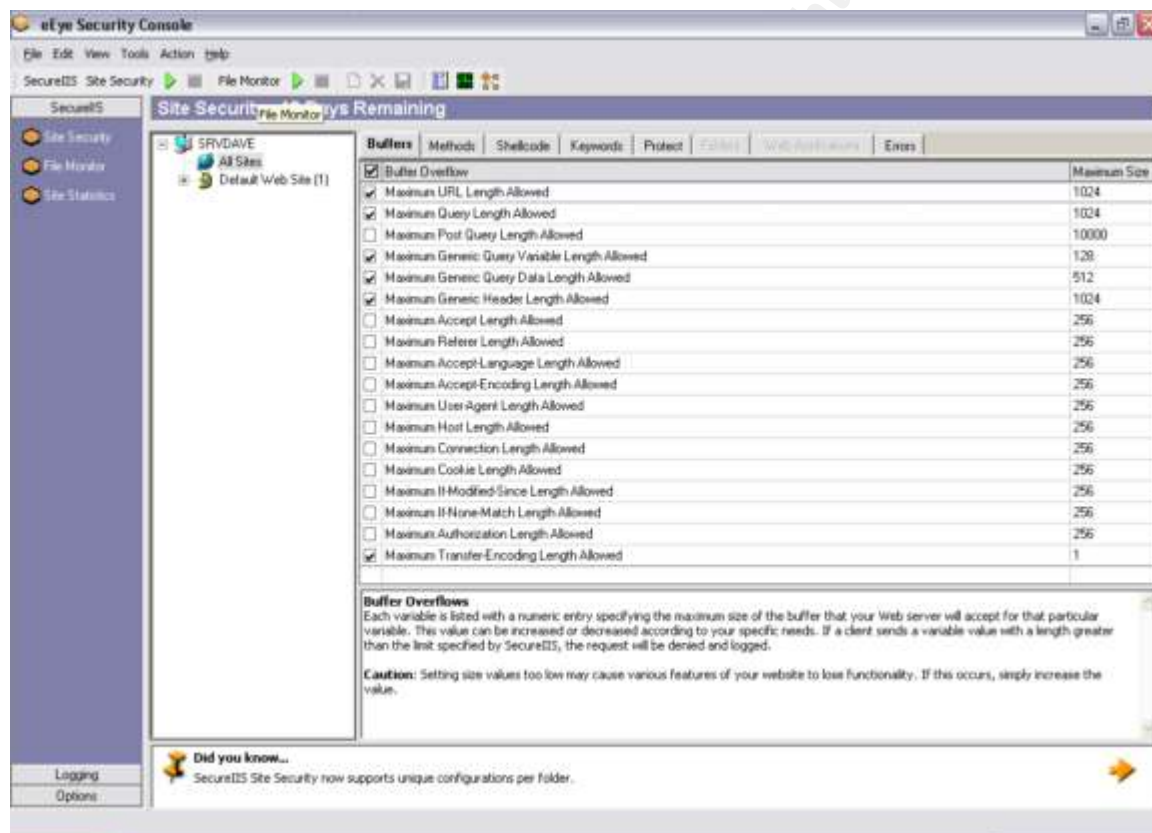 eEye Security Console
File Edit View Tools Action Help
SecureIIS Site Security File Monitor
SecureIIS
Site Security
File Monitor
Site Statistics
Logging
Options
Site Security ys Remaining
File Monitor
SRVDAVE
All Sites
Default Web Site (1)
Buffers Methods Shellcode Keywords Protect Folders Web Applications Errors
Buffer Overflow Maximum Size
Maximum URL Length Allowed 1024
Maximum Query Length Allowed 1024
Maximum Post Query Length Allowed 10000
Maximum Generic Query Variable Length Allowed 128
Maximum Generic Query Data Length Allowed 512
Maximum Generic Header Length Allowed 1024
Maximum Accept Length Allowed 256
Maximum Referer Length Allowed 256
Maximum Accept-Language Length Allowed 256
Maximum Accept-Encoding Length Allowed 256
Maximum User-Agent Length Allowed 256
Maximum Host Length Allowed 256
Maximum Connection Length Allowed 256
Maximum Cookie Length Allowed 256
Maximum If-Modified-Since Length Allowed 256
Maximum If-None-Match Length Allowed 256
Maximum Authorization Length Allowed 256
Maximum Transfer-Encoding Length Allowed 1
Buffer Overflows
Each variable is listed with a numeric entry specifying the maximum size of the buffer that your Web server will accept for that particular
variable. This value can be increased or decreased according to your specific needs. If a client sends a variable value with a length greater
than the limit specified by SecureIIS, the request will be denied and logged.
Caution: Setting size values too low may cause various features of your website to lose functionality. If this occurs, simply increase the
value.
Did you know...
SecureIIS Site Security now supports unique configurations per folder.